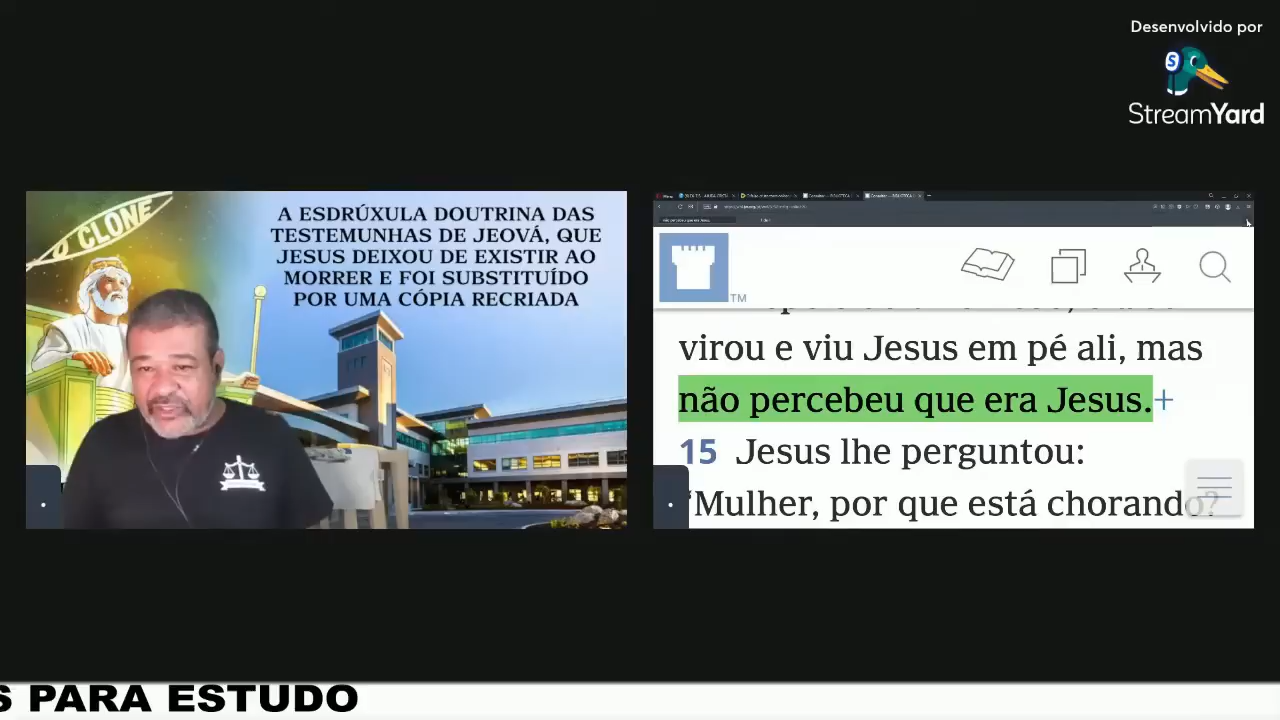 Desenvolvido por
StreamYard
O CLONE
A ESDRÚXULA DOUTRINA DAS
TESTEMUNHAS DE JEOVÁ, QUE
JESUS DEIXOU DE EXISTIR AO
MORRER E FOI SUBSTITUÍDO
POR UMA CÓPIA RECRIADA
TM
virou e viu Jesus em pé ali, mas
não percebeu que era Jesus.+
15 Jesus lhe perguntou:
“Mulher, por que está chorando?
S PARA ESTUDO